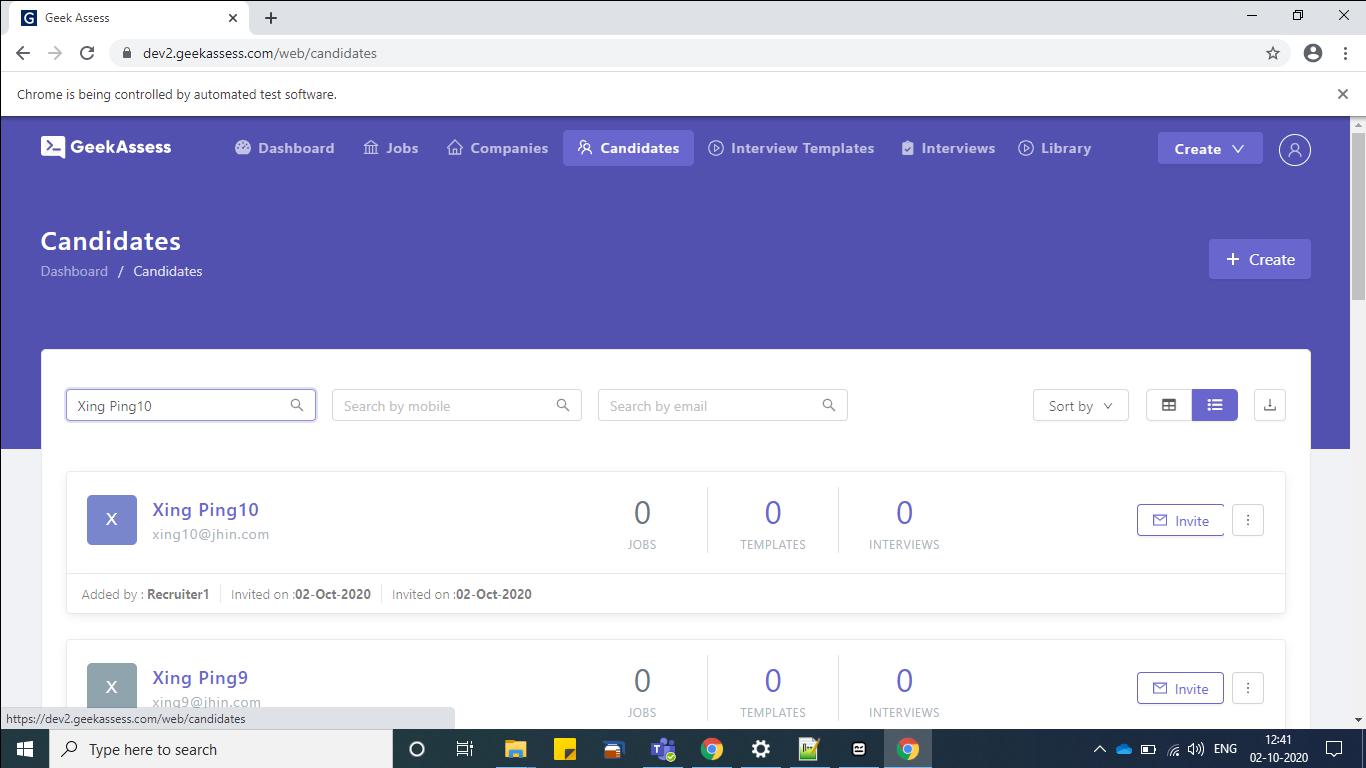 Geek Assess
dev2.geekassess.com/web/candidates
Chrome is being controlled by automated test software.
GeekAssess Dashboard Jobs Companies Candidates Interview Templates Interviews Library Create
Candidates
Dashboard / Candidates
+ Create
Xing Ping10 Search by mobile Search by email Sort by
X Xing Ping10 0 0 0 Invite
xing10@jhin.com JOBS TEMPLATES INTERVIEWS
Added by : Recruiter1 Invited on :02-Oct-2020 Invited on :02-Oct-2020
X Xing Ping9 0 0 0 Invite
xing9@jhin.com JOBS TEMPLATES INTERVIEWS
https://dev2.geekassess.com/web/candidates
Type here to search ENG 12:41
02-10-2020